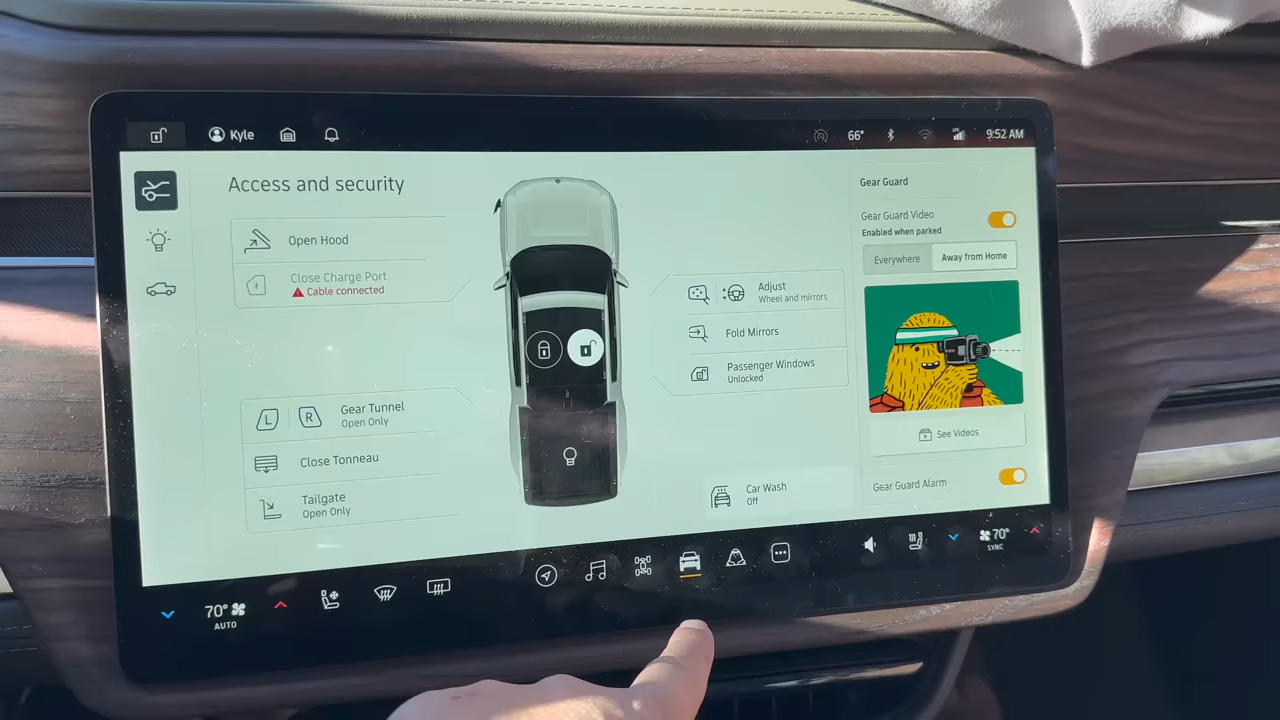 Kyle
66°
LTE
9:52 AM
Access and security
Open Hood
Close Charge Port
Cable connected
L
R
Gear Tunnel
Open Only
Close Tonneau
Tailgate
Open Only
Adjust
Wheel and mirrors
Fold Mirrors
Passenger Windows
Unlocked
Car Wash
Off
Gear Guard
Gear Guard Video
Enabled when parked
Everywhere
Away from Home
See Videos
Gear Guard Alarm
70°
AUTO
70°
SYNC